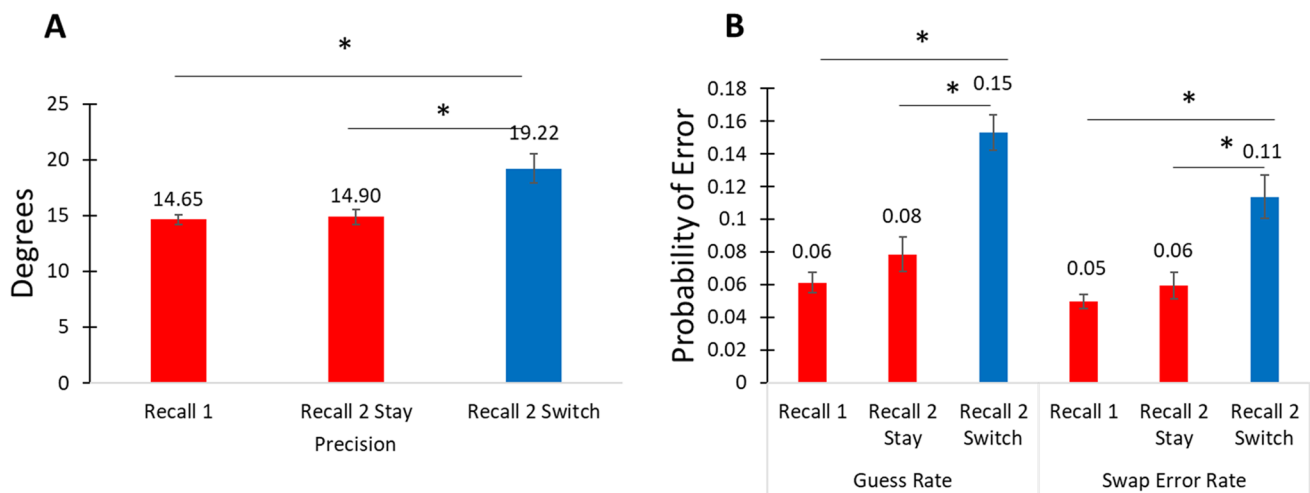 A
*
*
25
20
15
10
5
0
Degrees
14.65
14.90
19.22
Recall 1
Recall 2 Stay
Recall 2 Switch
Precision
B
*
*
*
*
0.18
0.16
0.14
0.12
0.1
0.08
0.06
0.04
0.02
0
Probability of Error
0.06
0.08
0.15
0.05
0.06
0.11
Recall 1
Recall 2
Stay
Recall 2
Switch
Recall 1
Recall 2
Stay
Recall 2
Switch
Guess Rate
Swap Error Rate